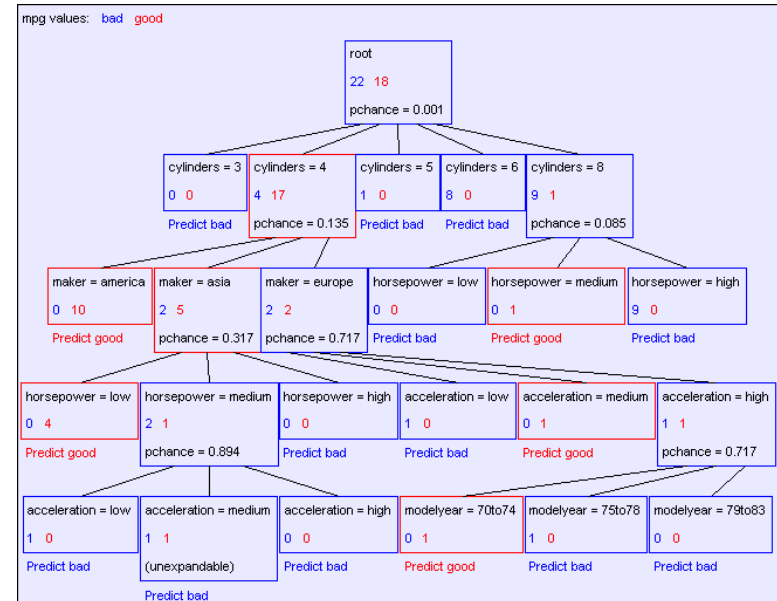 mpg values: bad good
root
22 18
pchance = 0.001
cylinders = 3
0 0
Predict bad
cylinders = 4
4 17
pchance = 0.135
cylinders = 5
1 0
Predict bad
cylinders = 6
8 0
Predict bad
cylinders = 8
9 1
pchance = 0.085
maker = america
0 10
Predict good
maker = asia
2 5
pchance = 0.317
maker = europe
2 2
pchance = 0.717
horsepower = low
0 0
Predict bad
horsepower = medium
0 1
Predict good
horsepower = high
9 0
Predict bad
horsepower = low
0 4
Predict good
horsepower = medium
2 1
pchance = 0.894
horsepower = high
0 0
Predict bad
acceleration = low
1 0
Predict bad
acceleration = medium
0 1
Predict good
acceleration = high
1 1
pchance = 0.717
acceleration = low
1 0
Predict bad
acceleration = medium
1 1
(unexpandable)
Predict bad
acceleration = high
0 0
Predict bad
modelyear = 70to74
0 1
Predict good
modelyear = 75to78
1 0
Predict bad
modelyear = 79to83
0 0
Predict bad